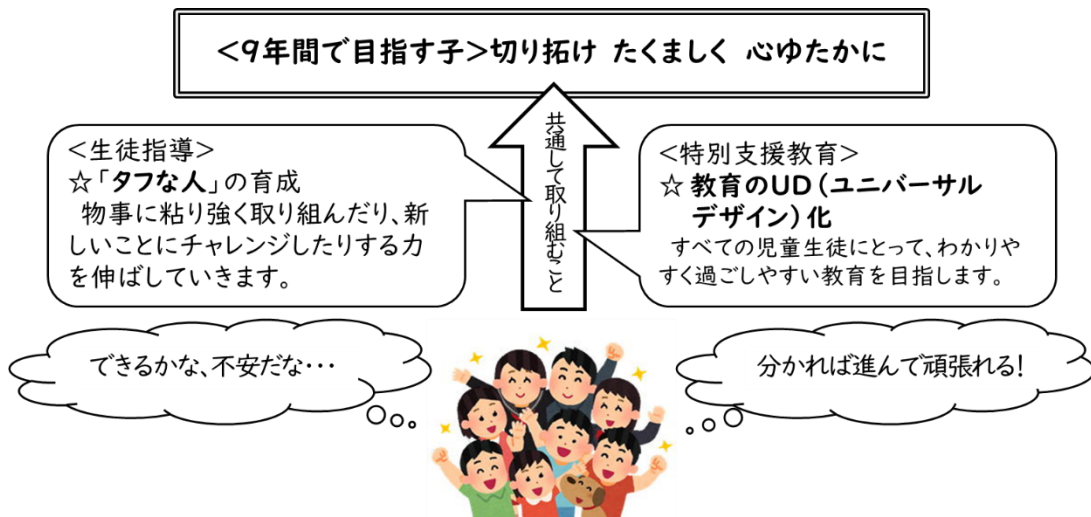 <9年間で目指す子>切り拓け たくましく 心ゆたかに
共通して取り組むこと
<生徒指導>
☆「タフな人」の育成
物事に粘り強く取り組んだり、新
しいことにチャレンジしたりする力
を伸ばしていきます。
<特別支援教育>
☆ 教育のUD(ユニバーサル
デザイン)化
すべての児童生徒にとって、わかりや
すく過ごしやすい教育を目指します。
できるかな、不安だな・・・
分かれば進んで頑張れる!